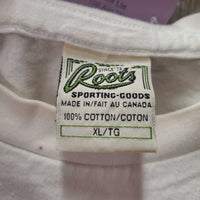 SINCE '73
Roots
SPORTING-GOODS
MADE IN/FAIT AU CANADA
100% COTTON/COTON
XL/TG